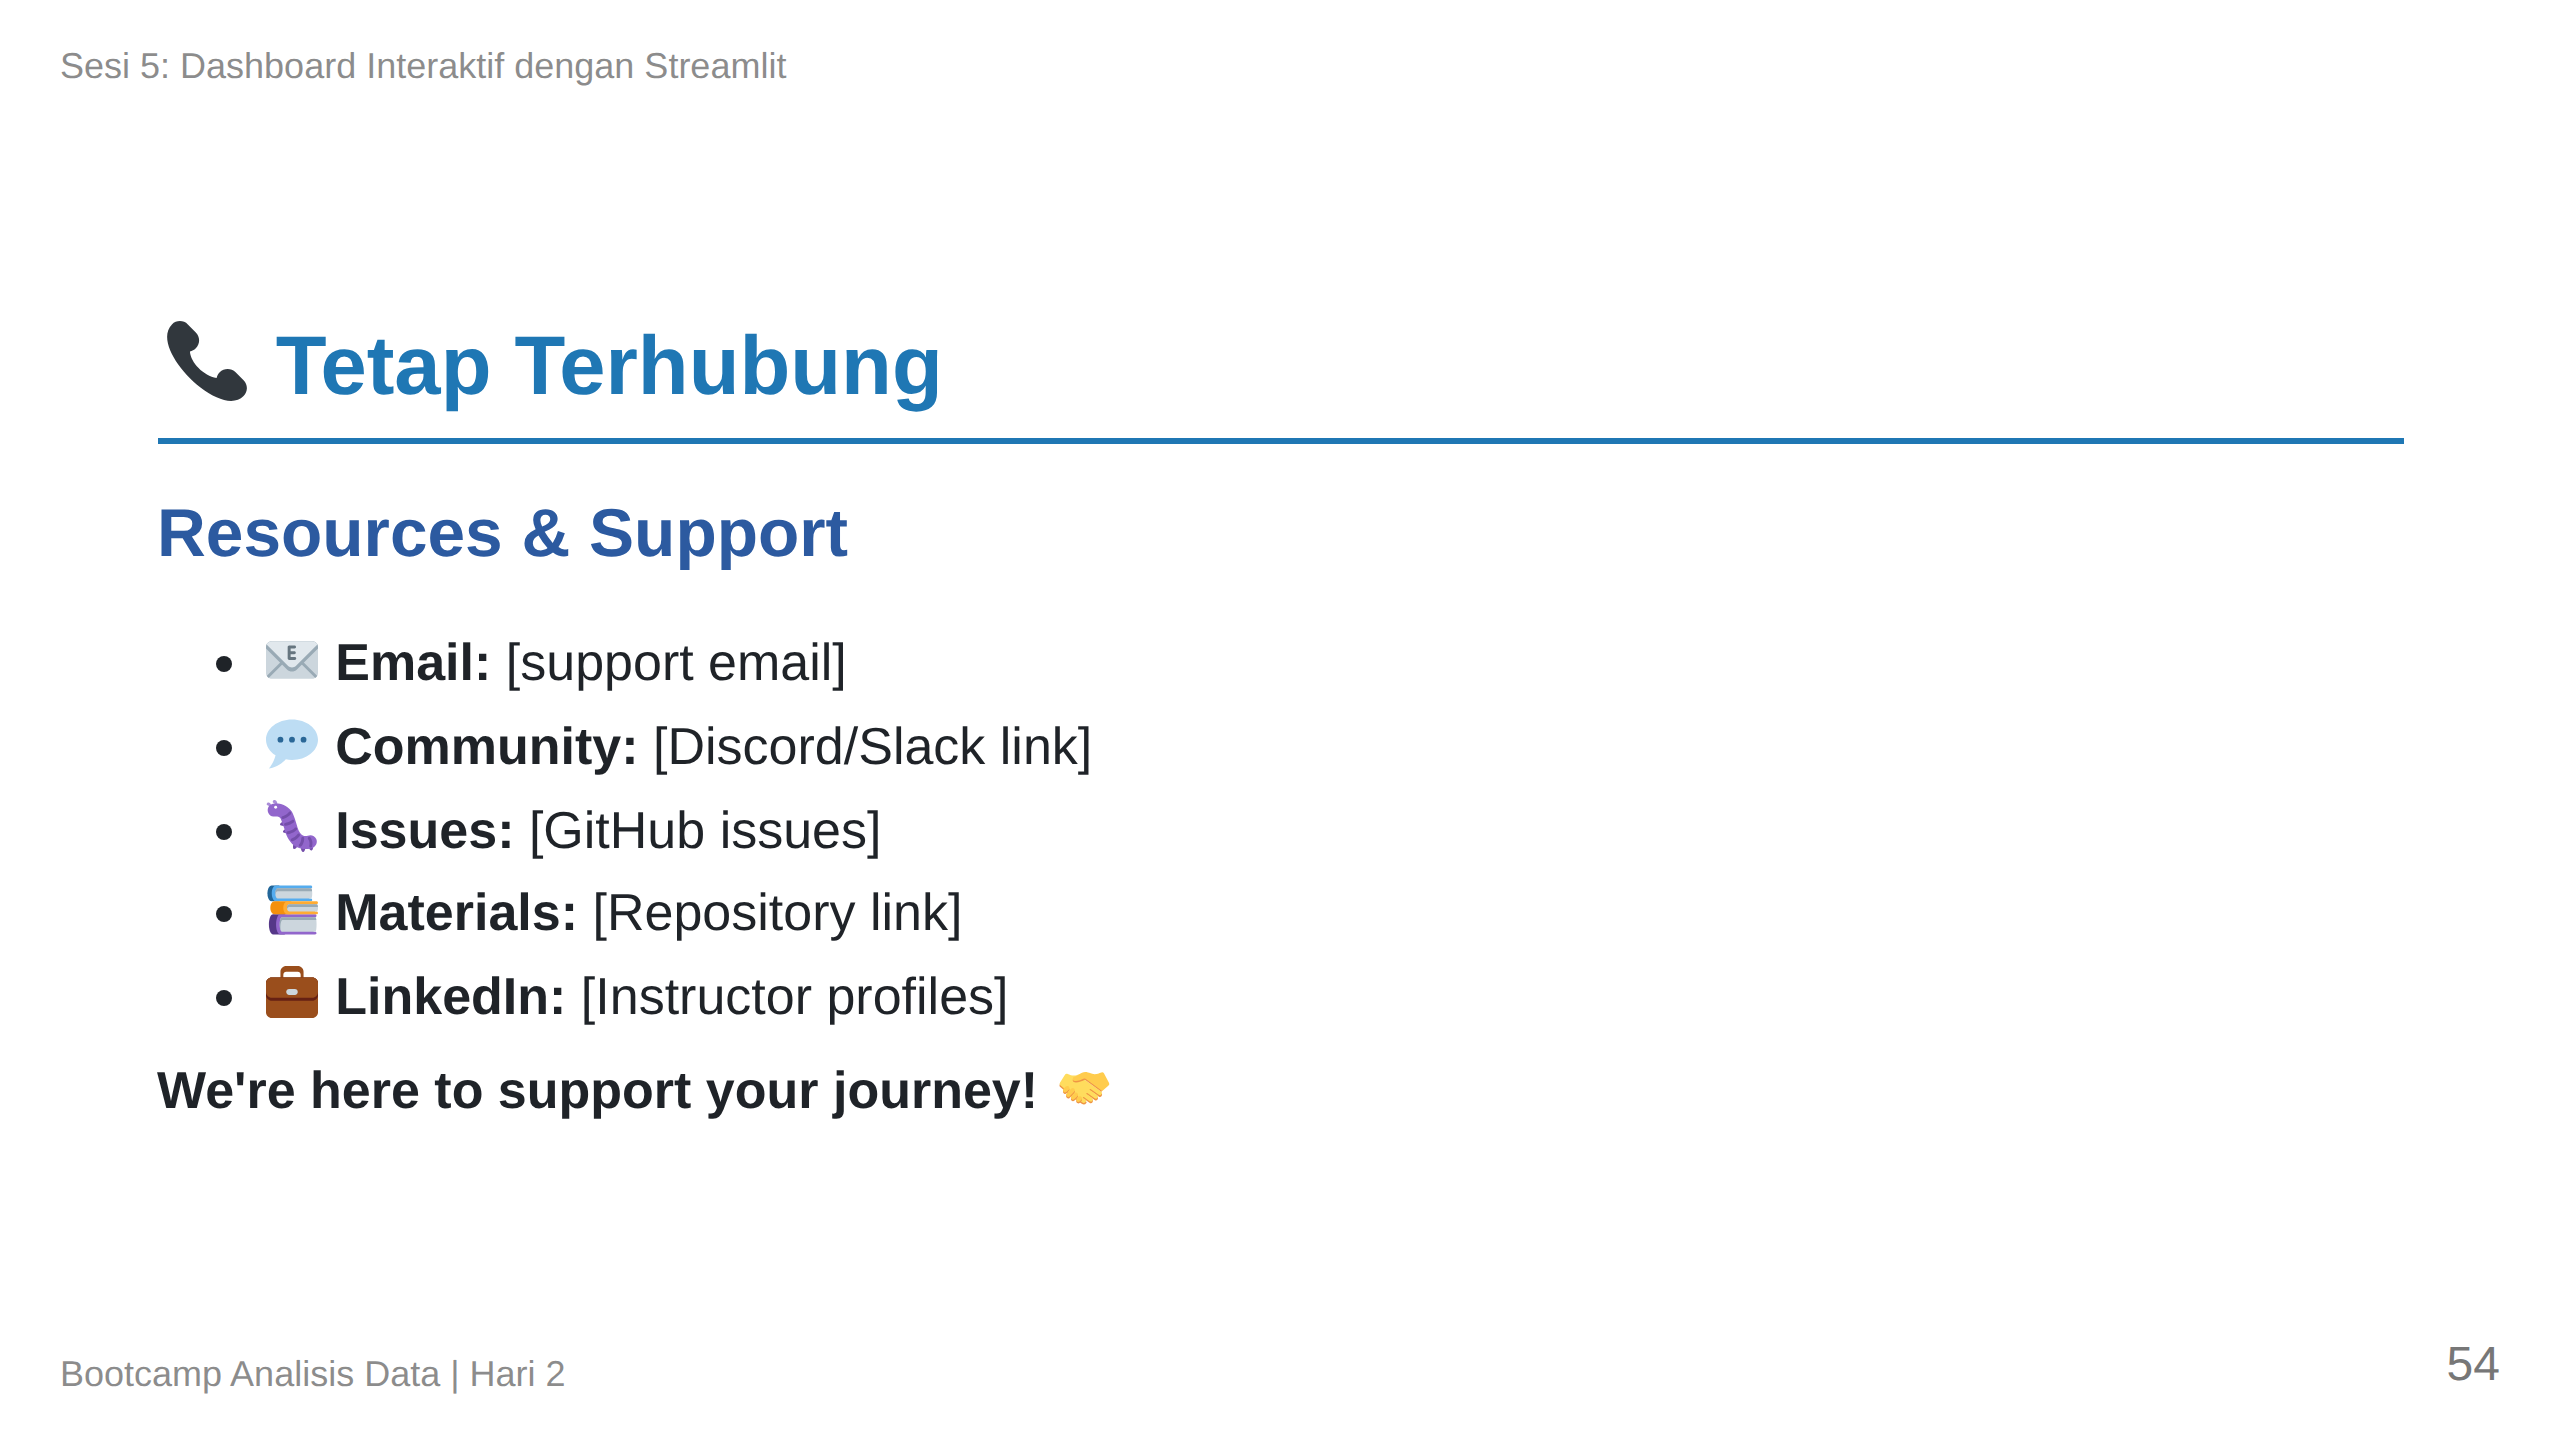 Sesi 5: Dashboard Interaktif dengan Streamlit
📞 Tetap Terhubung
Resources & Support
• 📧 Email: [support email]
• 💬 Community: [Discord/Slack link]
• 🐛 Issues: [GitHub issues]
• 📚 Materials: [Repository link]
• 💼 LinkedIn: [Instructor profiles]
We're here to support your journey! 🤝
Bootcamp Analisis Data | Hari 2
54